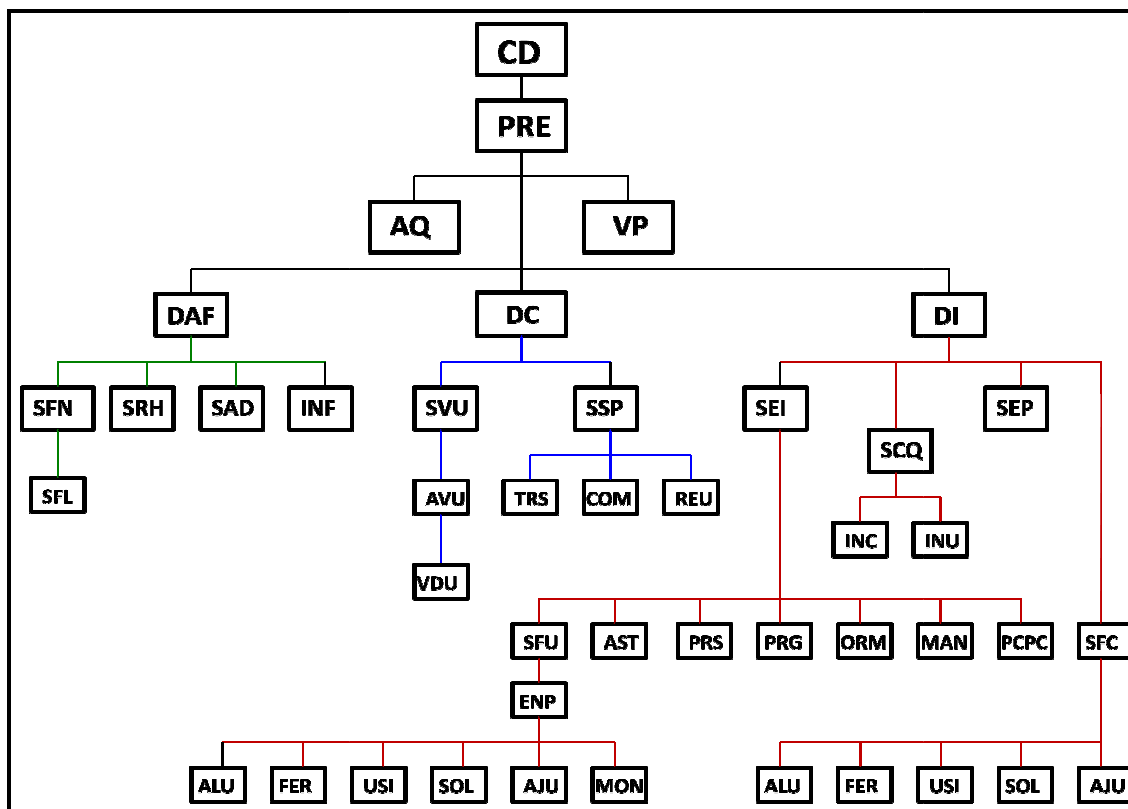 CD
PRE
AQ VP
DAF DC DI
SFN SRH SAD INF SVU SSP SEI SEP
SCQ
SFL AVU TRS COM REU
INC INU
VDU
SFU AST PRS PRG ORM MAN PCPC SFC
ENP
ALU FER USI SOL AJU MON ALU FER USI SOL AJU